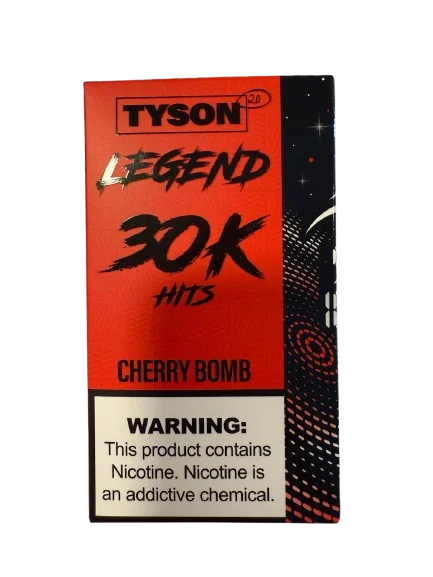 TYSON 2.0
LEGEND
30K
HITS
CHERRY BOMB
WARNING:
This product contains
Nicotine. Nicotine is
an addictive chemical.